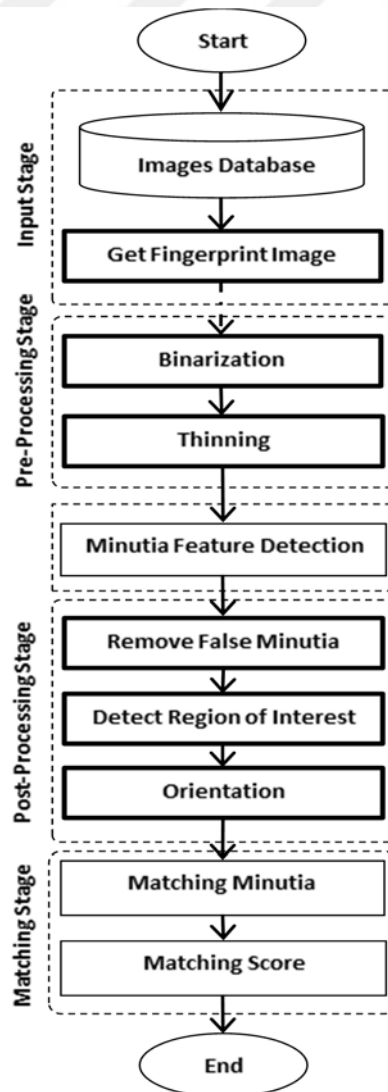 Start
Input Stage
Images Database
Get Fingerprint Image
Pre-Processing Stage
Binarization
Thinning
Minutia Feature Detection
Post-Processing Stage
Remove False Minutia
Detect Region of Interest
Orientation
Matching Stage
Matching Minutia
Matching Score
End